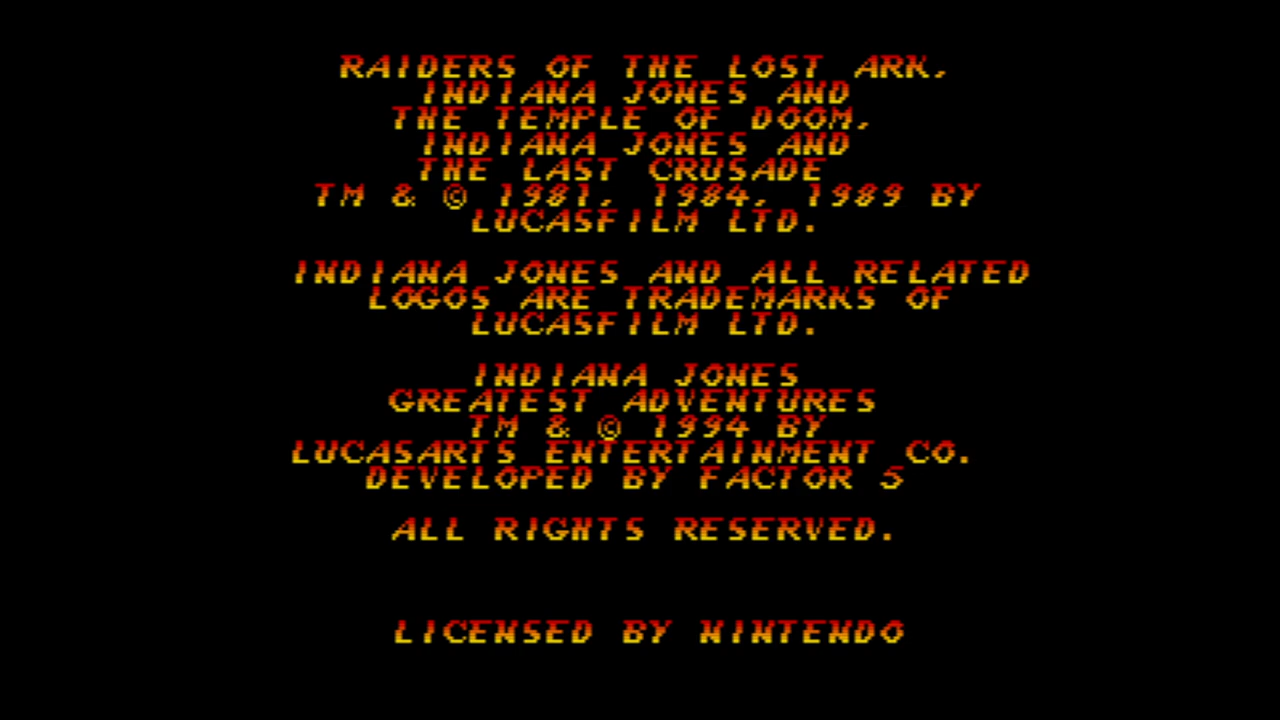 RAIDERS OF THE LOST ARK,
INDIANA JONES AND
THE TEMPLE OF DOOM,
INDIANA JONES AND
THE LAST CRUSADE
TM & © 1981, 1984, 1989 BY
LUCASFILM LTD.
INDIANA JONES AND ALL RELATED
LOGOS ARE TRADEMARKS OF
LUCASFILM LTD.
INDIANA JONES
GREATEST ADVENTURES
TM & © 1994 BY
LUCASARTS ENTERTAINMENT CO.
DEVELOPED BY FACTOR 5
ALL RIGHTS RESERVED.
LICENSED BY NINTENDO